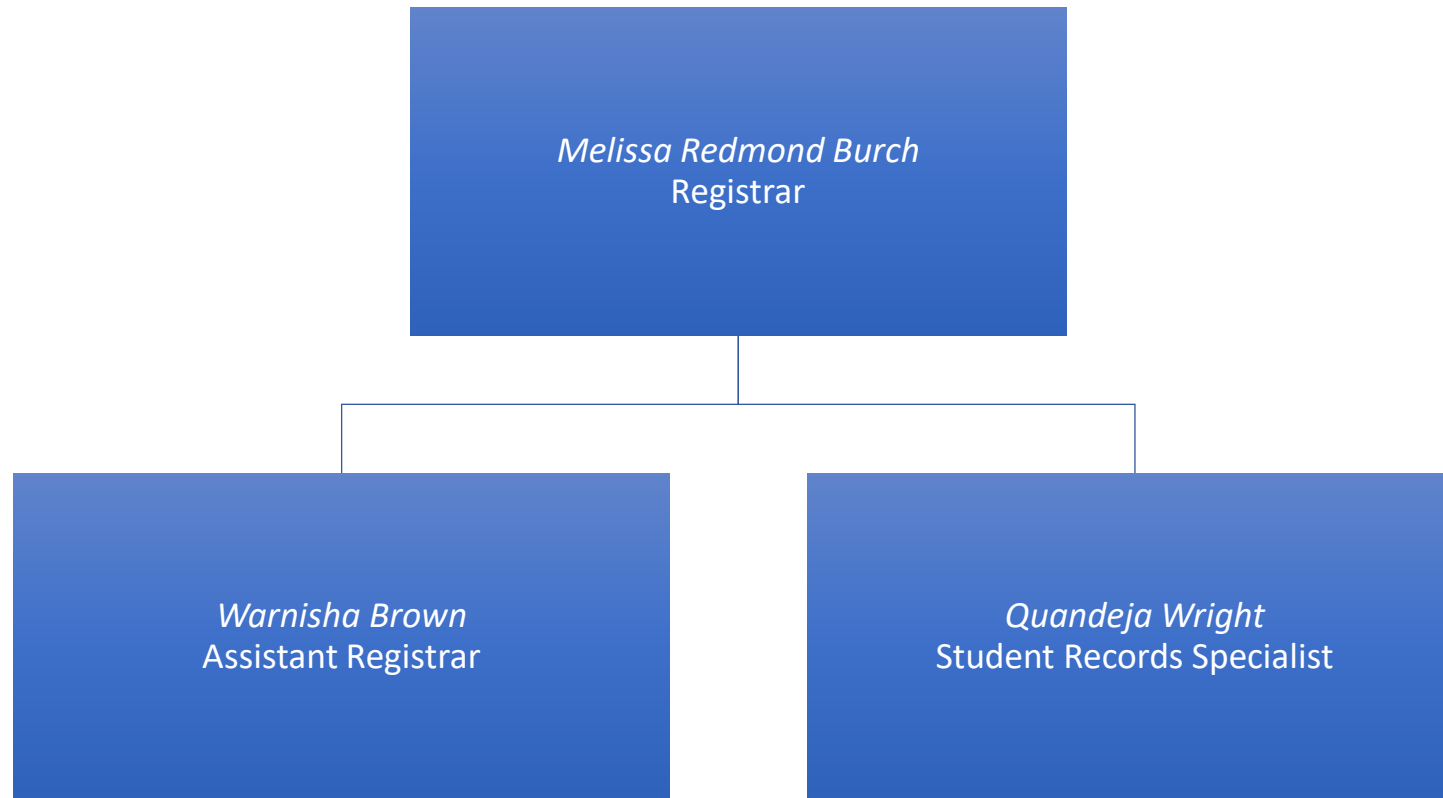 Melissa Redmond Burch
Registrar
Warnisha Brown
Assistant Registrar
Quandeja Wright
Student Records Specialist